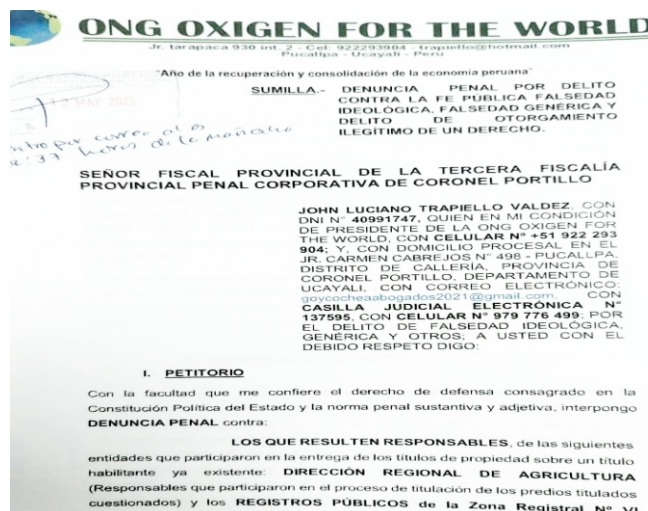 ONG OXIGEN FOR THE WORLD
Jr. tarapaca 930 int. 2 - Cel: 922293904 - trapiello@hotmail.com
Pucallpa - Ucayali - Peru
"Año de la recuperación y consolidación de la economía peruana"
MAY 2025
SUMILLA.- DENUNCIA PENAL POR DELITO
CONTRA LA FE PÚBLICA FALSEDAD
IDEOLÓGICA, FALSEDAD GENÉRICA Y
DELITO DE OTORGAMIENTO
ILEGÍTIMO DE UN DERECHO.
por correo
:37 horas de la mañana
SEÑOR FISCAL PROVINCIAL DE LA TERCERA FISCALÍA
PROVINCIAL PENAL CORPORATIVA DE CORONEL PORTILLO
JOHN LUCIANO TRAPIELLO VALDEZ, CON
DNI N° 40991747, QUIEN EN MI CONDICIÓN
DE PRESIDENTE DE LA ONG OXIGEN FOR
THE WORLD, CON CELULAR N° +51 922 293
904; Y, CON DOMICILIO PROCESAL EN EL
JR. CARMEN CABREJOS N° 498 - PUCALLPA,
DISTRITO DE CALLERÍA, PROVINCIA DE
CORONEL PORTILLO, DEPARTAMENTO DE
UCAYALI, CON CORREO ELECTRÓNICO:
goycocheaabogados2021@gmail.com, CON
CASILLA JUDICIAL ELECTRÓNICA N°
137595, CON CELULAR N° 979 776 499; POR
EL DELITO DE FALSEDAD IDEOLÓGICA,
GENÉRICA Y OTROS; A USTED CON EL
DEBIDO RESPETO DIGO:
I. PETITORIO
Con la facultad que me confiere el derecho de defensa consagrado en la
Constitución Política del Estado y la norma penal sustantiva y adjetiva, interpongo
DENUNCIA PENAL contra:
LOS QUE RESULTEN RESPONSABLES, de las siguientes
entidades que participaron en la entrega de los títulos de propiedad sobre un título
habilitante ya existente: DIRECCIÓN REGIONAL DE AGRICULTURA
(Responsables que participaron en el proceso de titulación de los predios titulados
cuestionados) y los REGISTROS PÚBLICOS de la Zona Registral N° VI